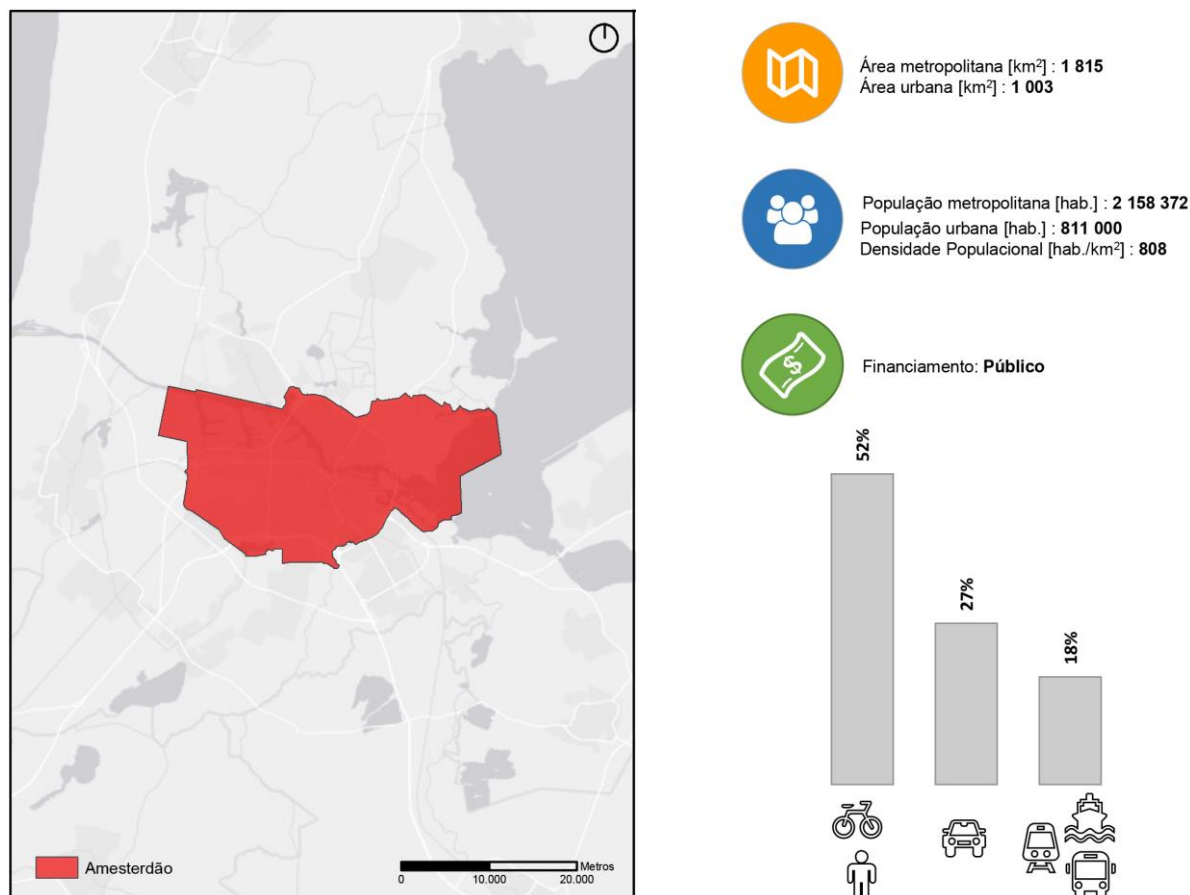 Amesterdão
Metros
0 10.000 20.000
Área metropolitana [km²] : 1 815
Área urbana [km²] : 1 003
População metropolitana [hab.] : 2 158 372
População urbana [hab.] : 811 000
Densidade Populacional [hab./km²] : 808
$
Financiamento: Público
52%
27%
18%